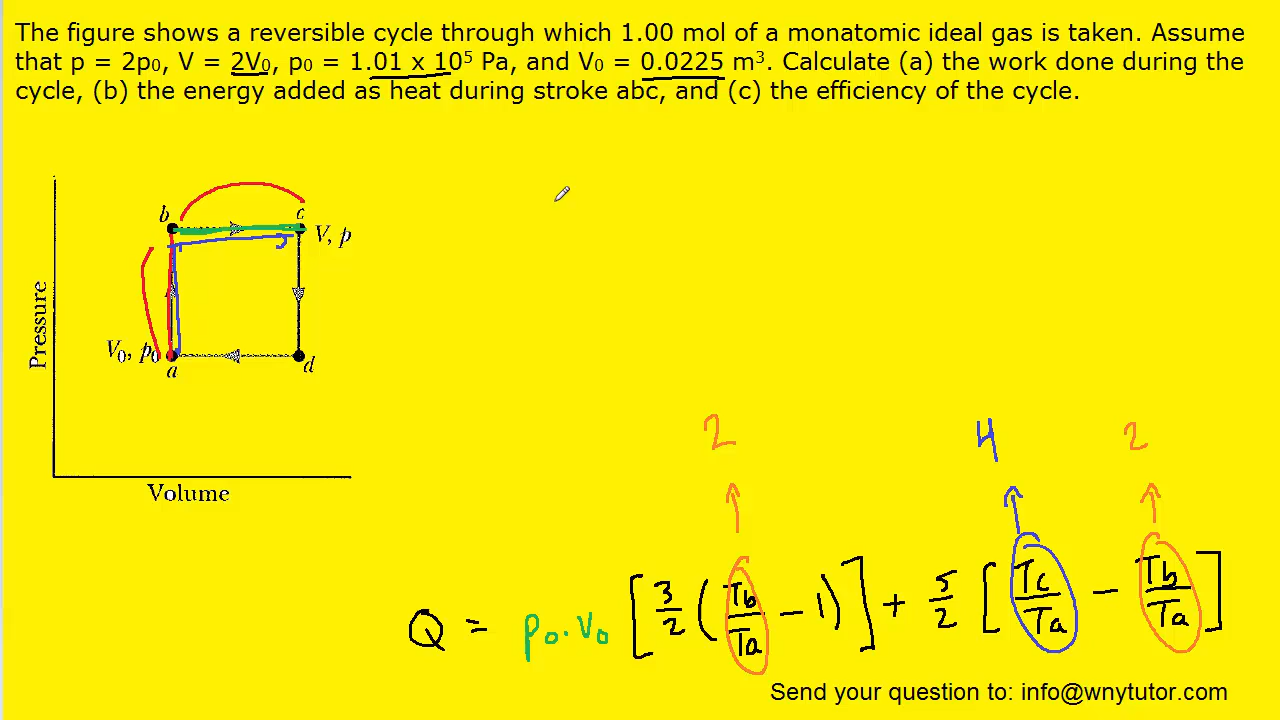 The figure shows a reversible cycle through which 1.00 mol of a monatomic ideal gas is taken. Assume
that p = 2p₀, V = 2V₀, p₀ = 1.01 x 10⁵ Pa, and V₀ = 0.0225 m³. Calculate (a) the work done during the
cycle, (b) the energy added as heat during stroke abc, and (c) the efficiency of the cycle.
b c
V, p
Pressure
V₀, p₀
a d
Volume
2 4 2
Q = p₀·V₀ [3/2 (Tb/Ta - 1)] + 5/2 [Tc/Ta - Tb/Ta]
Send your question to: info@wnytutor.com